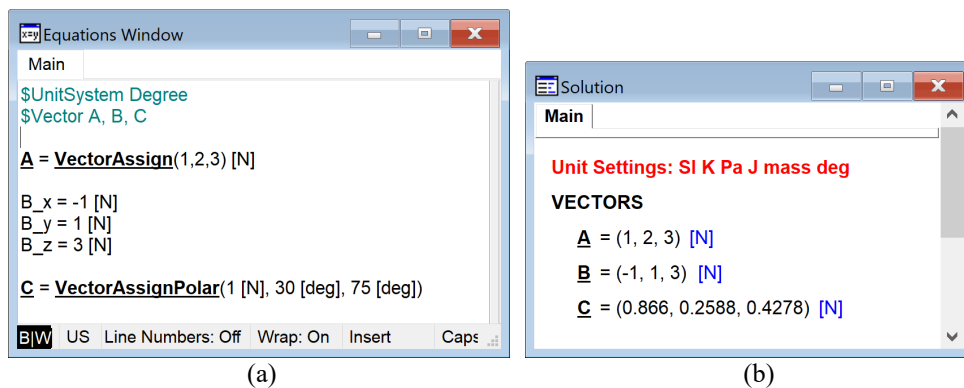 x=y Equations Window
Main
$UnitSystem Degree
$Vector A, B, C
A = VectorAssign(1,2,3) [N]
B_x = -1 [N]
B_y = 1 [N]
B_z = 3 [N]
C = VectorAssignPolar(1 [N], 30 [deg], 75 [deg])
B|W US Line Numbers: Off Wrap: On Insert Caps
(a)
Solution
Main
Unit Settings: SI K Pa J mass deg
VECTORS
A = (1, 2, 3) [N]
B = (-1, 1, 3) [N]
C = (0.866, 0.2588, 0.4278) [N]
(b)